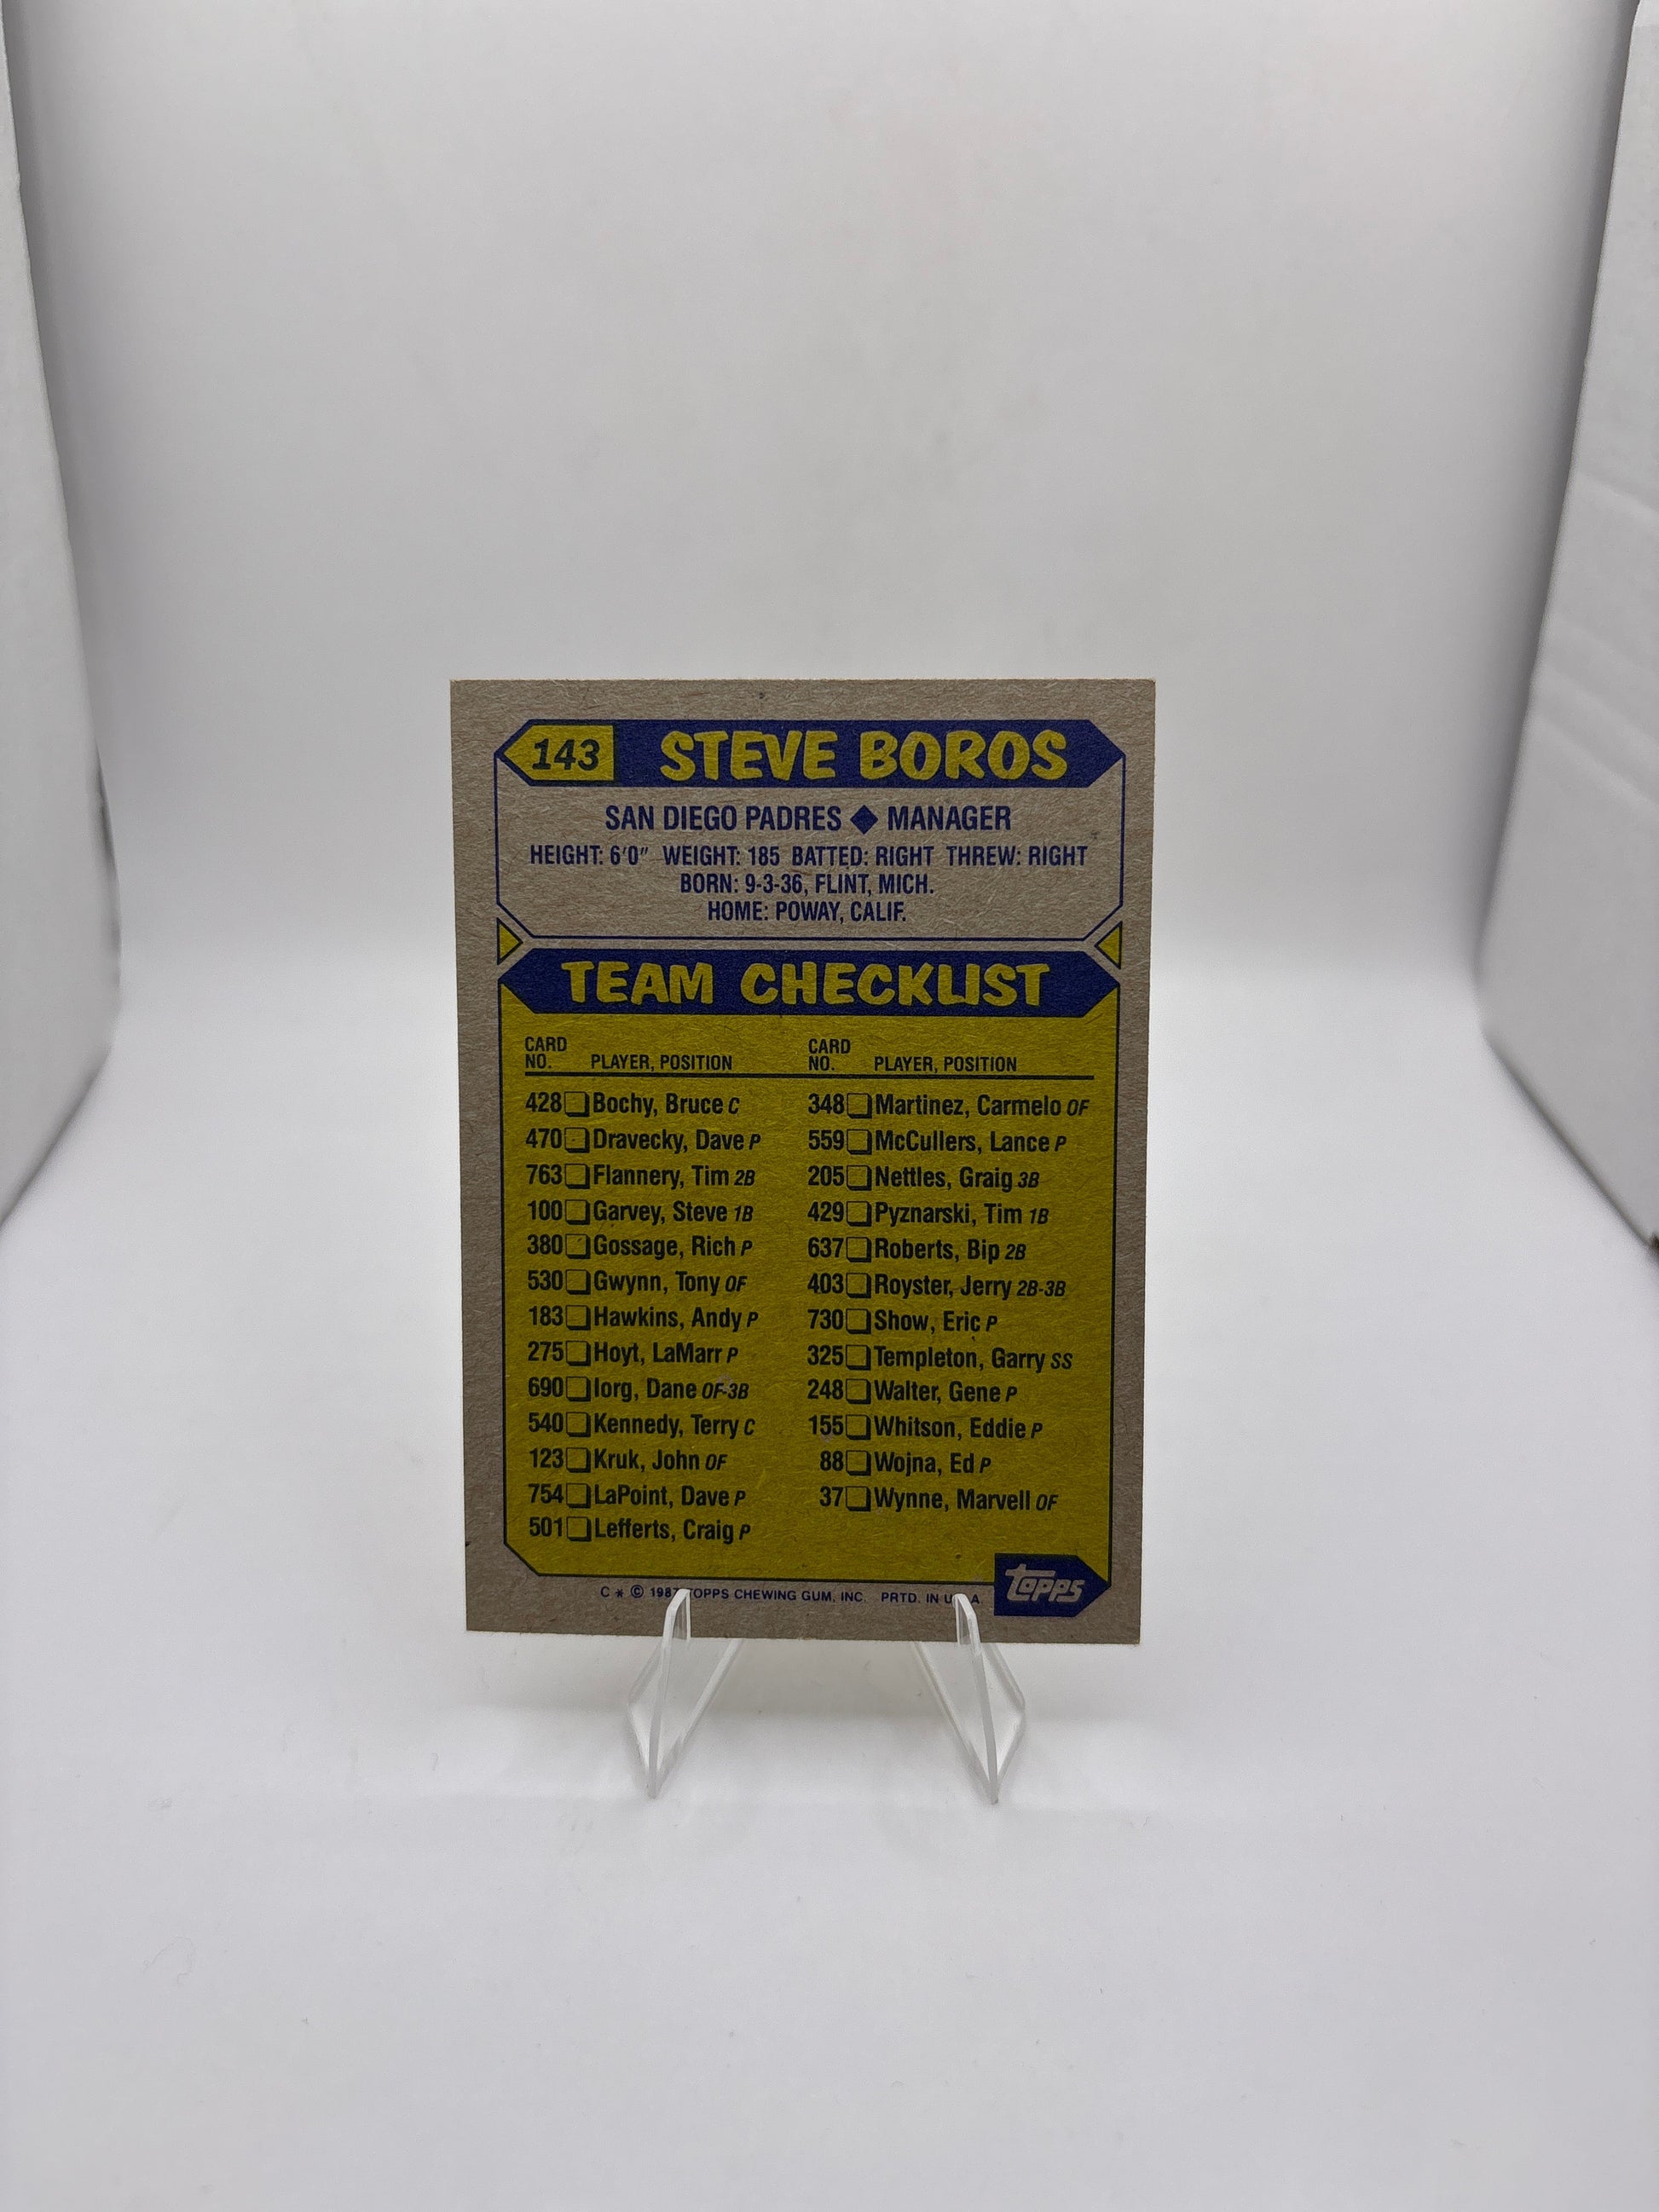 143 STEVE BOROS
SAN DIEGO PADRES ◆ MANAGER
HEIGHT: 6'0" WEIGHT: 185 BATTED: RIGHT THREW: RIGHT
BORN: 9-3-36, FLINT, MICH.
HOME: POWAY, CALIF.
TEAM CHECKLIST
CARD
NO. PLAYER, POSITION
428 Bochy, Bruce C
470 Dravecky, Dave P
763 Flannery, Tim 2B
100 Garvey, Steve 1B
380 Gossage, Rich P
530 Gwynn, Tony OF
183 Hawkins, Andy P
275 Hoyt, LaMarr P
690 Iorg, Dane OF-3B
540 Kennedy, Terry C
123 Kruk, John OF
754 LaPoint, Dave P
501 Lefferts, Craig P
CARD
NO. PLAYER, POSITION
348 Martinez, Carmelo OF
559 McCullers, Lance P
205 Nettles, Graig 3B
429 Pyznarski, Tim 1B
637 Roberts, Bip 2B
403 Royster, Jerry 2B-3B
730 Show, Eric P
325 Templeton, Garry SS
248 Walter, Gene P
155 Whitson, Eddie P
88 Wojna, Ed P
37 Wynne, Marvell OF
C * © 1987 TOPPS CHEWING GUM, INC. PRTD. IN U.S.A.
topps